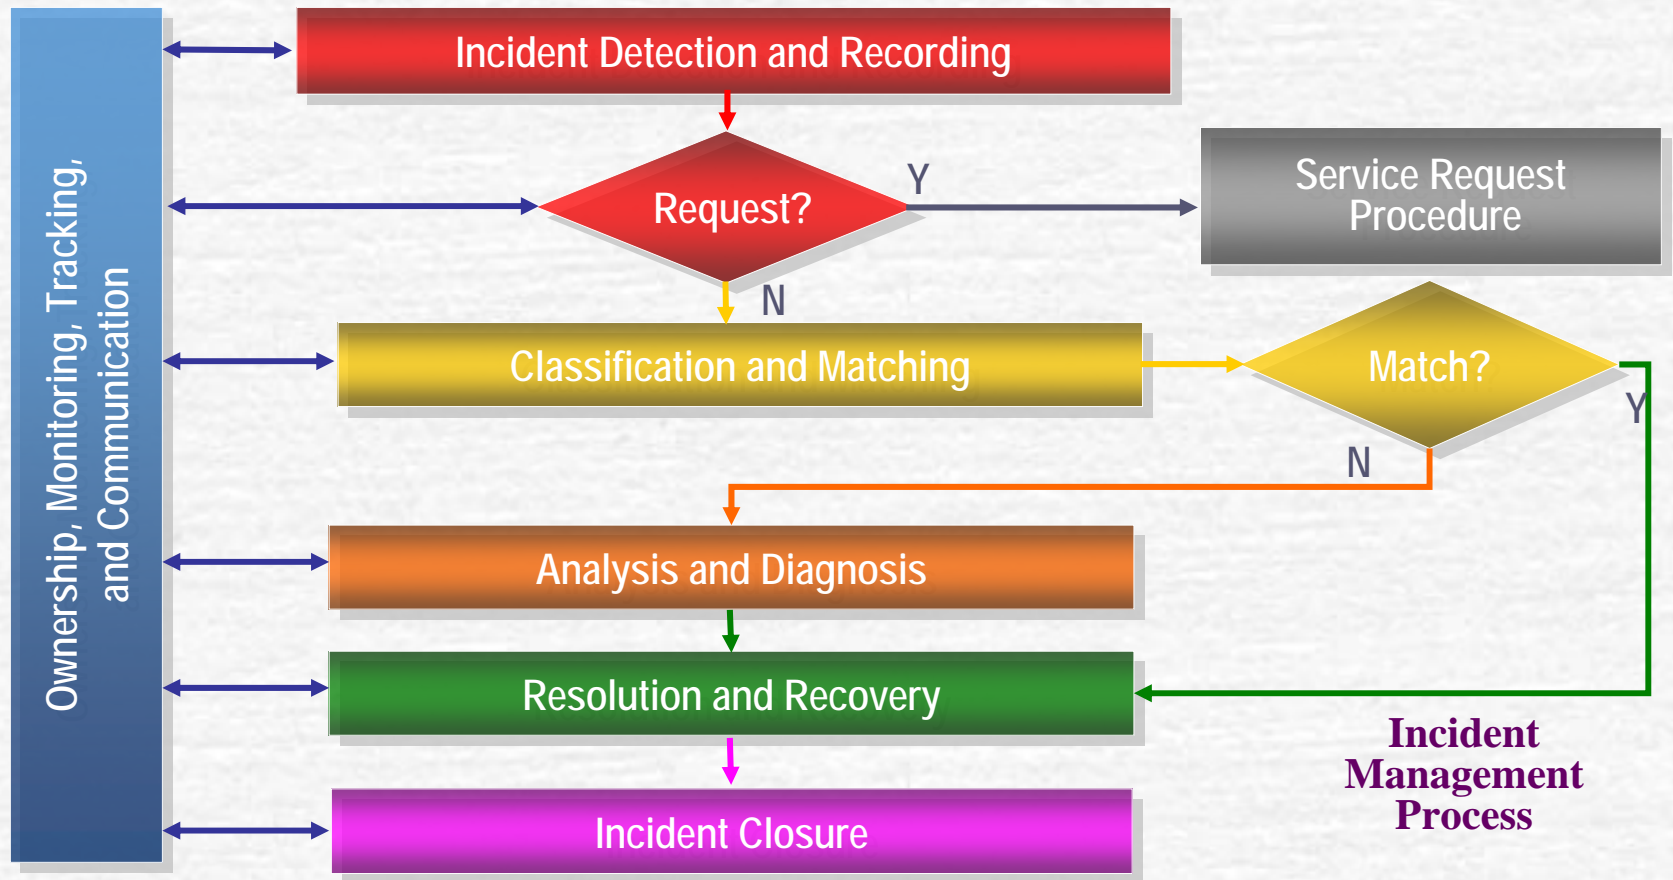 Ownership, Monitoring, Tracking,
and Communication
Incident Detection and Recording
Request?
Y
Service Request
Procedure
N
Classification and Matching
Match?
Y
N
Analysis and Diagnosis
Resolution and Recovery
Incident
Management
Process
Incident Closure